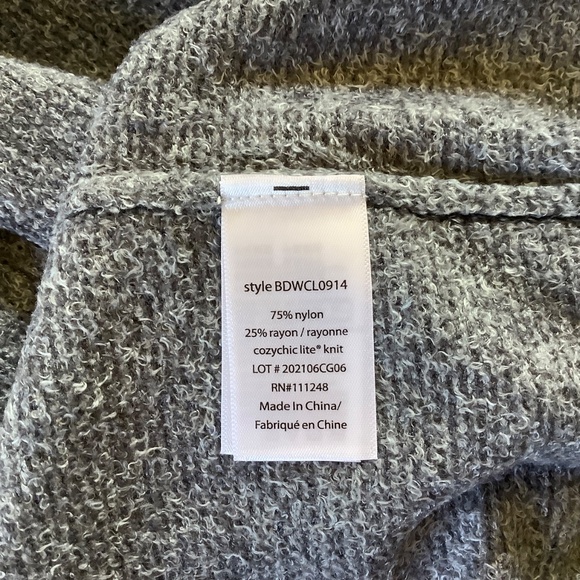 style BDWCL0914
75% nylon
25% rayon / rayonne
cozychic lite® knit
LOT # 202106CG06
RN#111248
Made In China/
Fabriqué en Chine